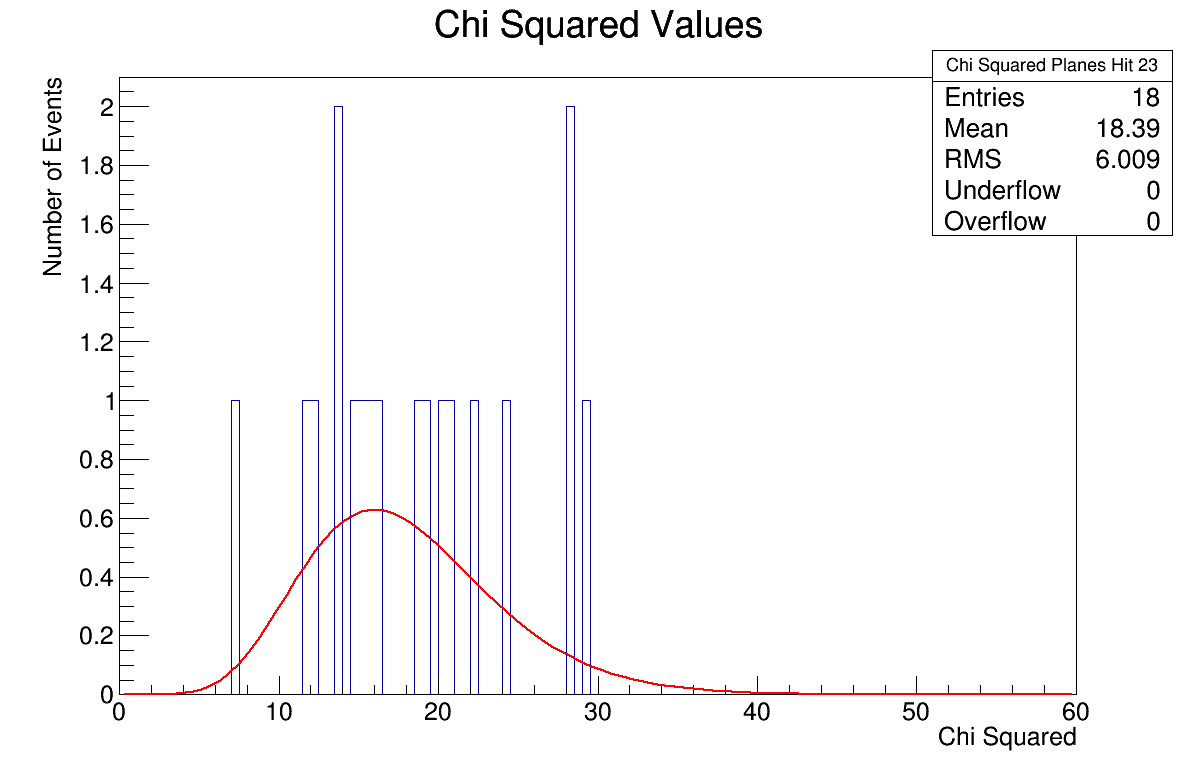 Chi Squared Values
Chi Squared Planes Hit 23
Entries 18
Mean 18.39
RMS 6.009
Underflow 0
Overflow 0
Number of Events
2
1.8
1.6
1.4
1.2
1
0.8
0.6
0.4
0.2
0
0 10 20 30 40 50 60
Chi Squared